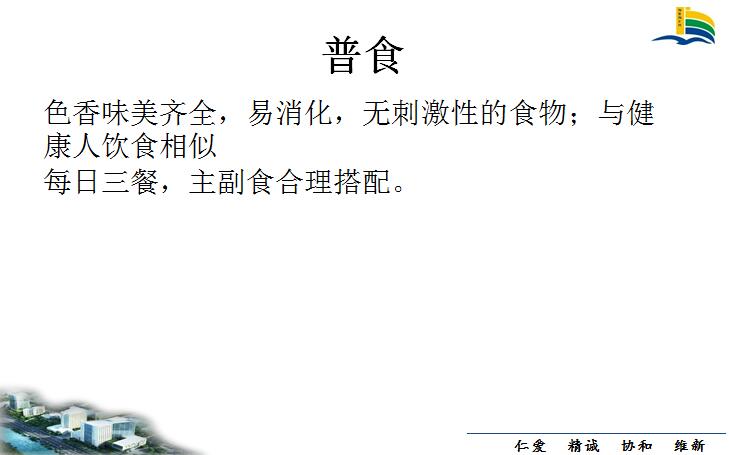 普食
色香味美齐全，易消化，无刺激性的食物；与健
康人饮食相似
每日三餐，主副食合理搭配。
仁爱 精诚 协和 维新